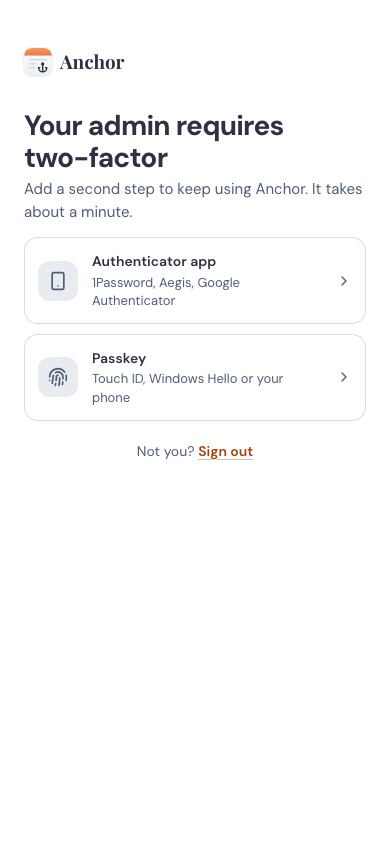 Anchor
Your admin requires
two-factor
Add a second step to keep using Anchor. It takes
about a minute.
Authenticator app
1Password, Aegis, Google
Authenticator
Passkey
Touch ID, Windows Hello or your
phone
Not you? Sign out